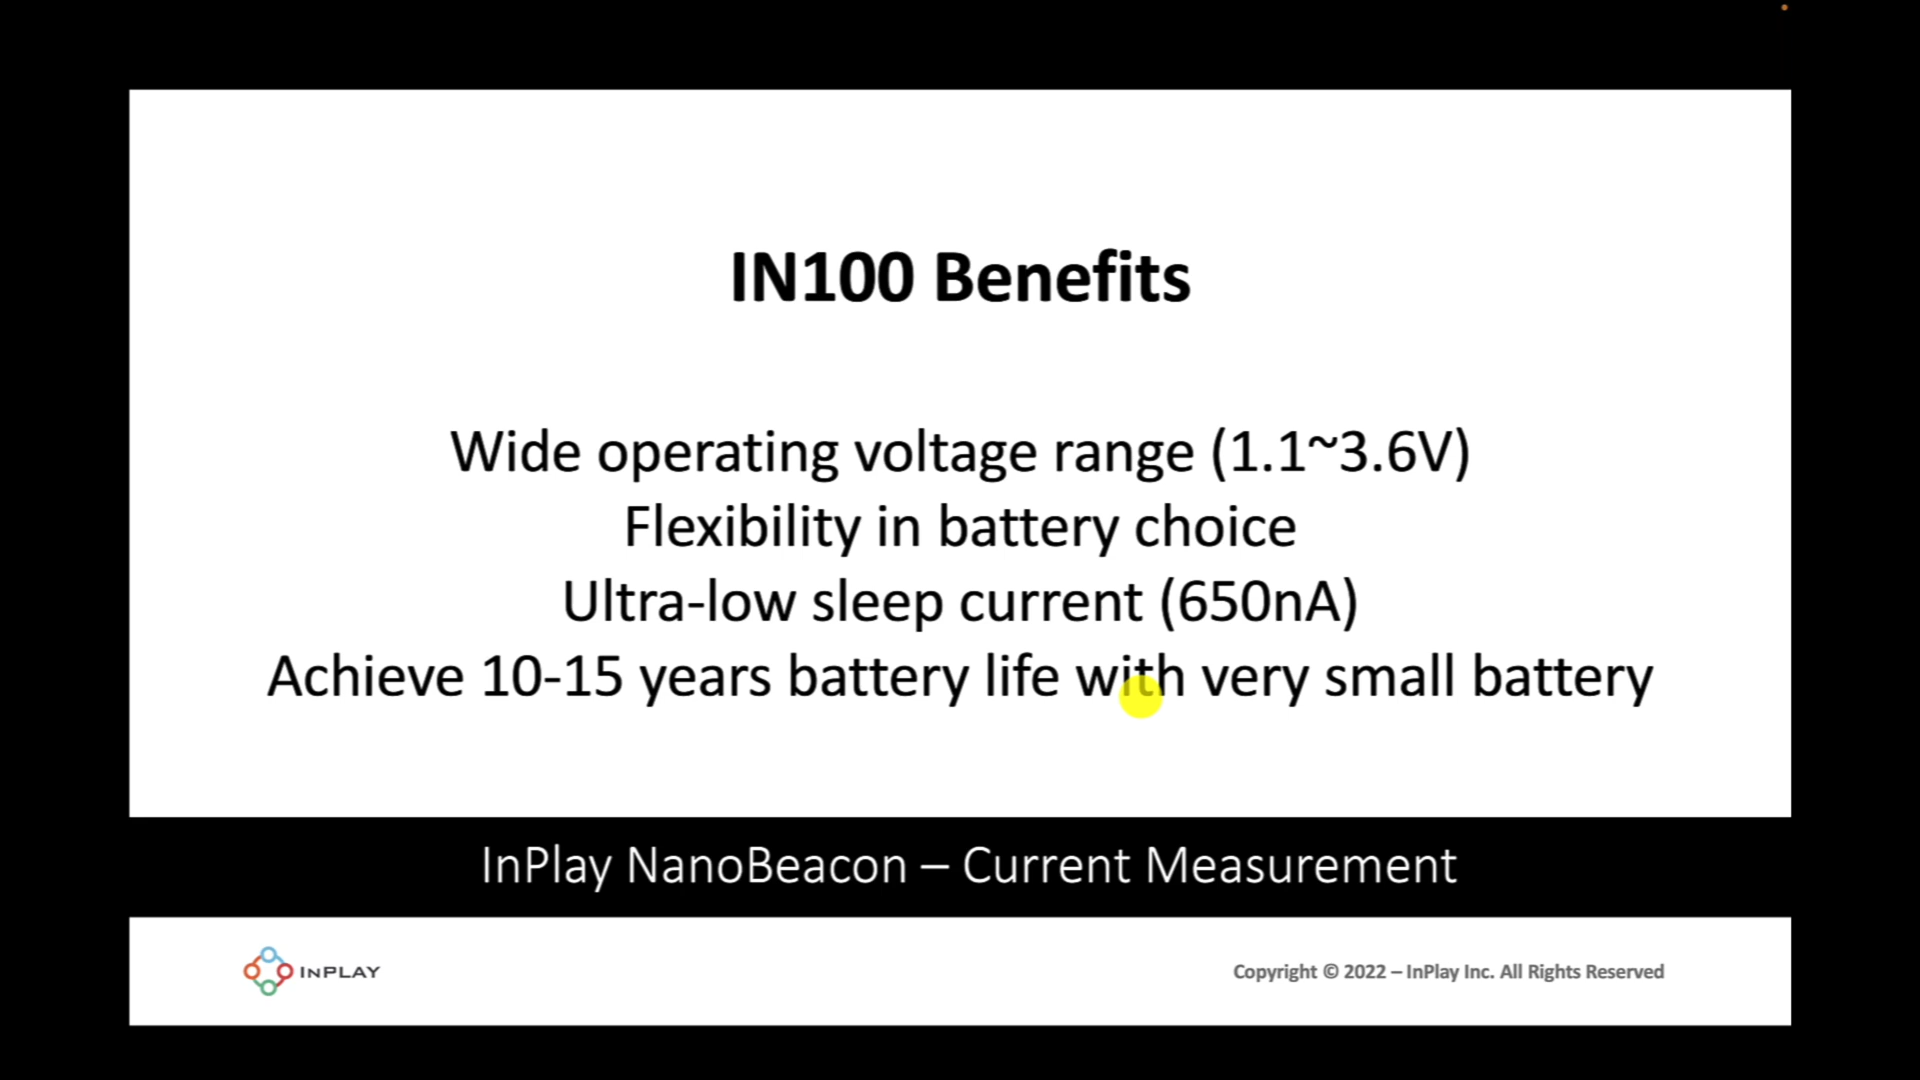 IN100 Benefits
Wide operating voltage range (1.1~3.6V)
Flexibility in battery choice
Ultra-low sleep current (650nA)
Achieve 10-15 years battery life with very small battery
InPlay NanoBeacon – Current Measurement
INPLAY
Copyright © 2022 – InPlay Inc. All Rights Reserved